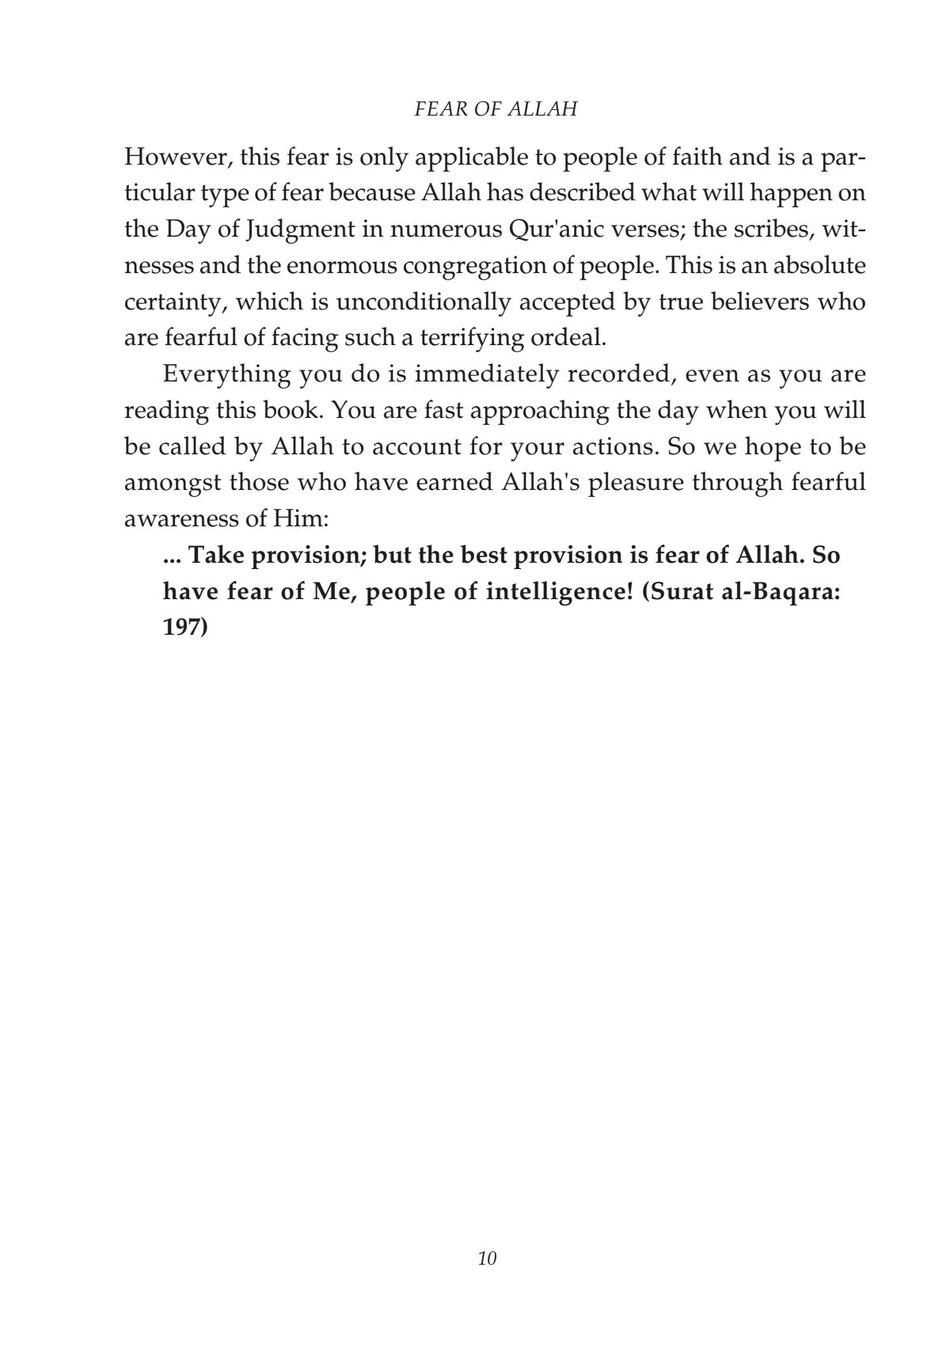 FEAR OF ALLAH
However, this fear is only applicable to people of faith and is a par-
ticular type of fear because Allah has described what will happen on
the Day of Judgment in numerous Qur'anic verses; the scribes, wit-
nesses and the enormous congregation of people. This is an absolute
certainty, which is unconditionally accepted by true believers who
are fearful of facing such a terrifying ordeal.
Everything you do is immediately recorded, even as you are
reading this book. You are fast approaching the day when you will
be called by Allah to account for your actions. So we hope to be
amongst those who have earned Allah's pleasure through fearful
awareness of Him:
... Take provision; but the best provision is fear of Allah. So
have fear of Me, people of intelligence! (Surat al-Baqara:
197)
10